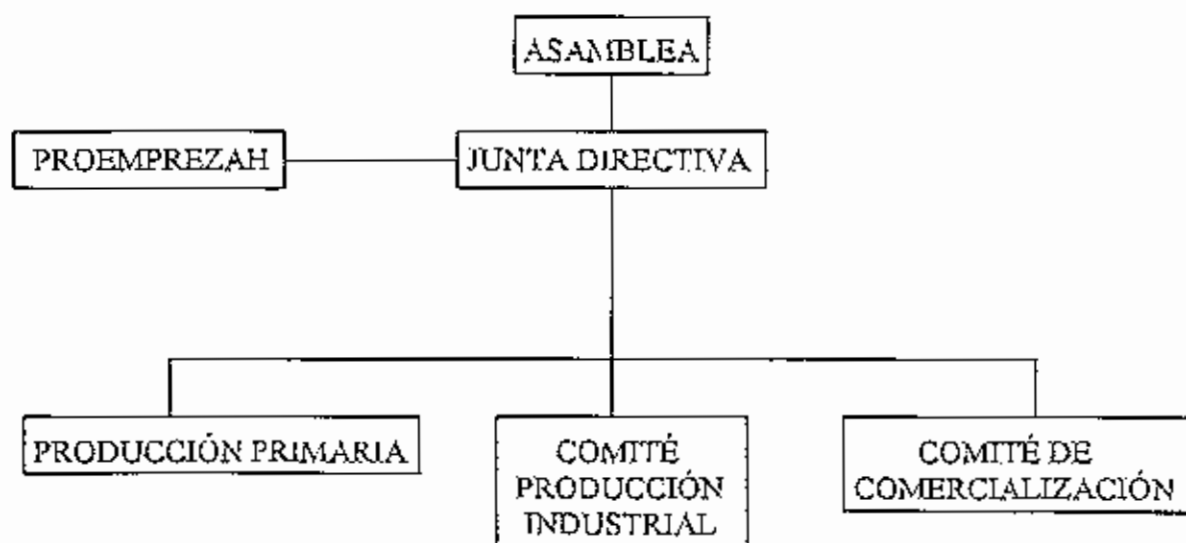 ASAMBLEA
PROEMPREZAH
JUNTA DIRECTIVA
PRODUCCIÓN PRIMARIA
COMITÉ
PRODUCCIÓN
INDUSTRIAL
COMITÉ DE
COMERCIALIZACIÓN